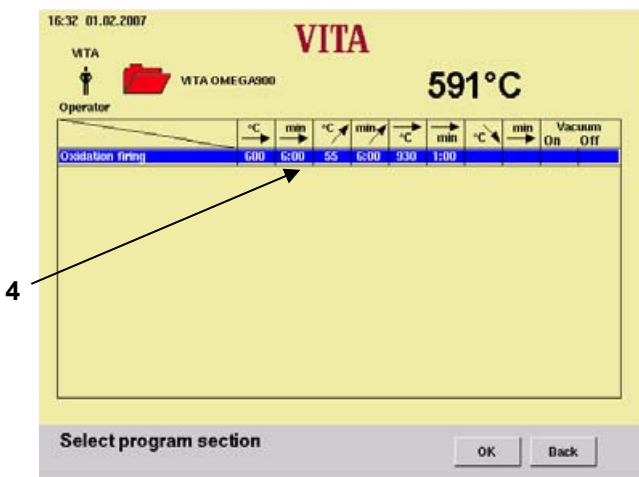 16:32 01.02.2007
VITA
VITA
VITA OMEGA900
591°C
Operator
°C min °C min °C min °C min Vacuum
On Off
Oxidation firing 600 6:00 55 6:00 930 1:00
4
Select program section
OK Back